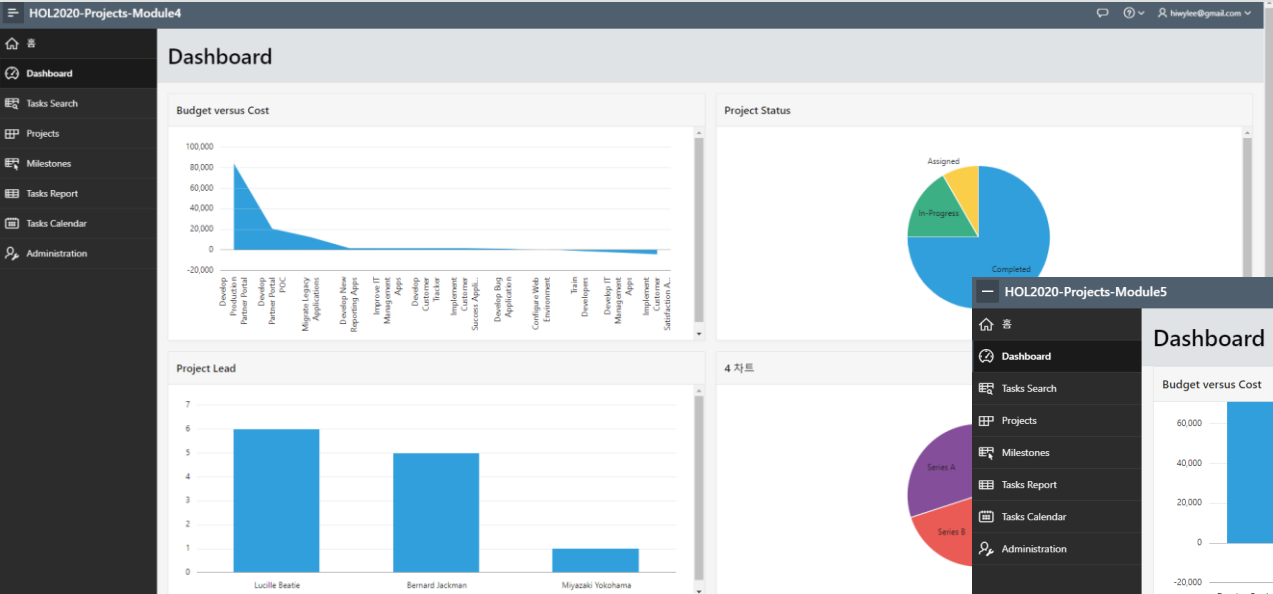 HOL2020-Projects-Module4
hiwylee@gmail.com
홈
Dashboard
Tasks Search
Projects
Milestones
Tasks Report
Tasks Calendar
Administration
Dashboard
Budget versus Cost
100,000
80,000
60,000
40,000
20,000
0
-20,000
Develop
Production
Partner Portal
Develop
Partner Portal
POC
Migrate Legacy
Applications
Develop New
Reporting Apps
Improve IT
Management
Apps
Develop
Customer
Tracker
Implement
Customer
Success Appli...
Develop Bug
Application
Configure Web
Environment
Train
Developers
Develop IT
Management
Apps
Implement
Customer
Satisfaction A...
Project Status
Assigned
In-Progress
Completed
Project Lead
7
6
5
4
3
2
1
0
Lucille Beatie
Bernard Jackman
Miyazaki Yokohama
4 차트
Series A
Series B
HOL2020-Projects-Module5
홈
Dashboard
Tasks Search
Projects
Milestones
Tasks Report
Tasks Calendar
Administration
Dashboard
Budget versus Cost
60,000
40,000
20,000
0
-20,000